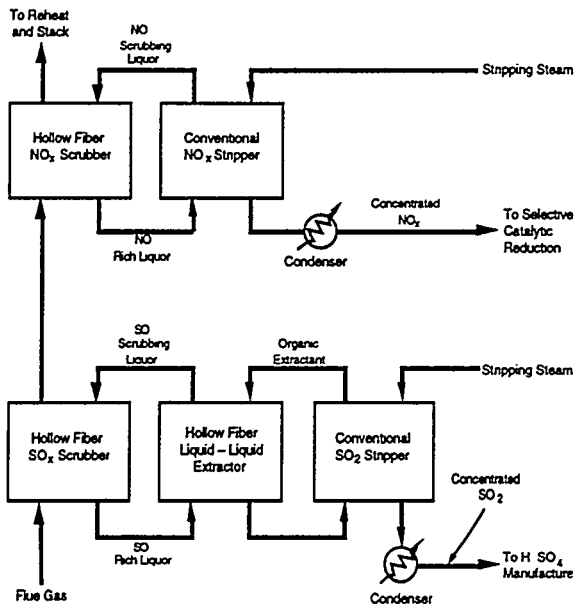 To Reheat
and Stack
NO
Scrubbing
Liquor
Stripping Steam
Hollow Fiber
NOx Scrubber
Conventional
NOx Stripper
NO
Rich Liquor
Condenser
Concentrated
NOx
To Selective
Catalytic
Reduction
SO
Scrubbing
Liquor
Organic
Extractant
Stripping Steam
Hollow Fiber
SOx Scrubber
Hollow Fiber
Liquid – Liquid
Extractor
Conventional
SO2 Stripper
Concentrated
SO2
SO
Rich Liquor
Flue Gas
Condenser
To H SO4
Manufacture